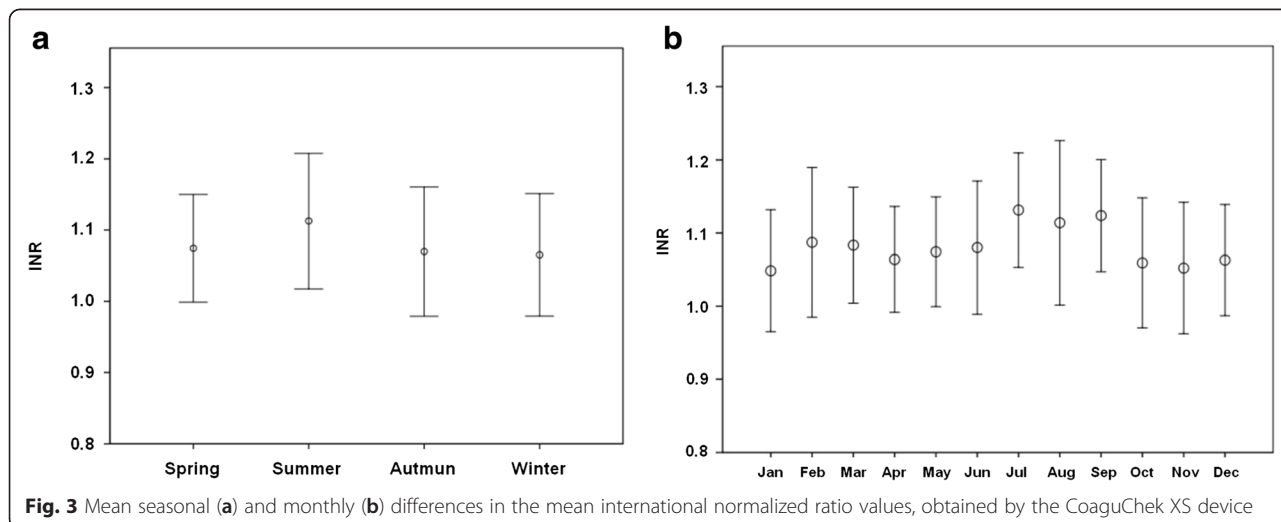 a
1.3
1.2
1.1
1.0
0.9
0.8
INR
Spring Summer Autmun Winter
b
1.3
1.2
1.1
1.0
0.9
0.8
INR
Jan Feb Mar Apr May Jun Jul Aug Sep Oct Nov Dec
Fig. 3 Mean seasonal (a) and monthly (b) differences in the mean international normalized ratio values, obtained by the CoaguChek XS device